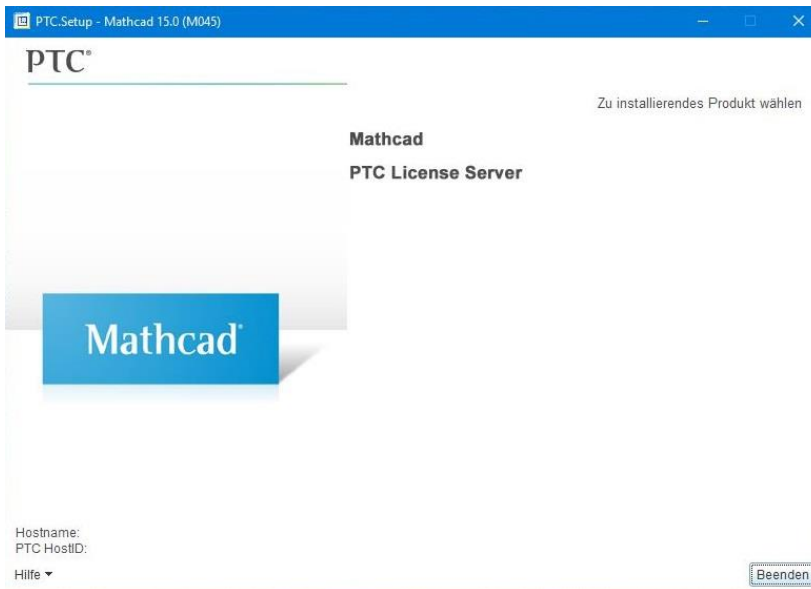 PTC.Setup - Mathcad 15.0 (M045)
PTC®
Zu installierendes Produkt wählen
Mathcad
PTC License Server
Mathcad®
Hostname:
PTC HostID:
Hilfe
Beenden